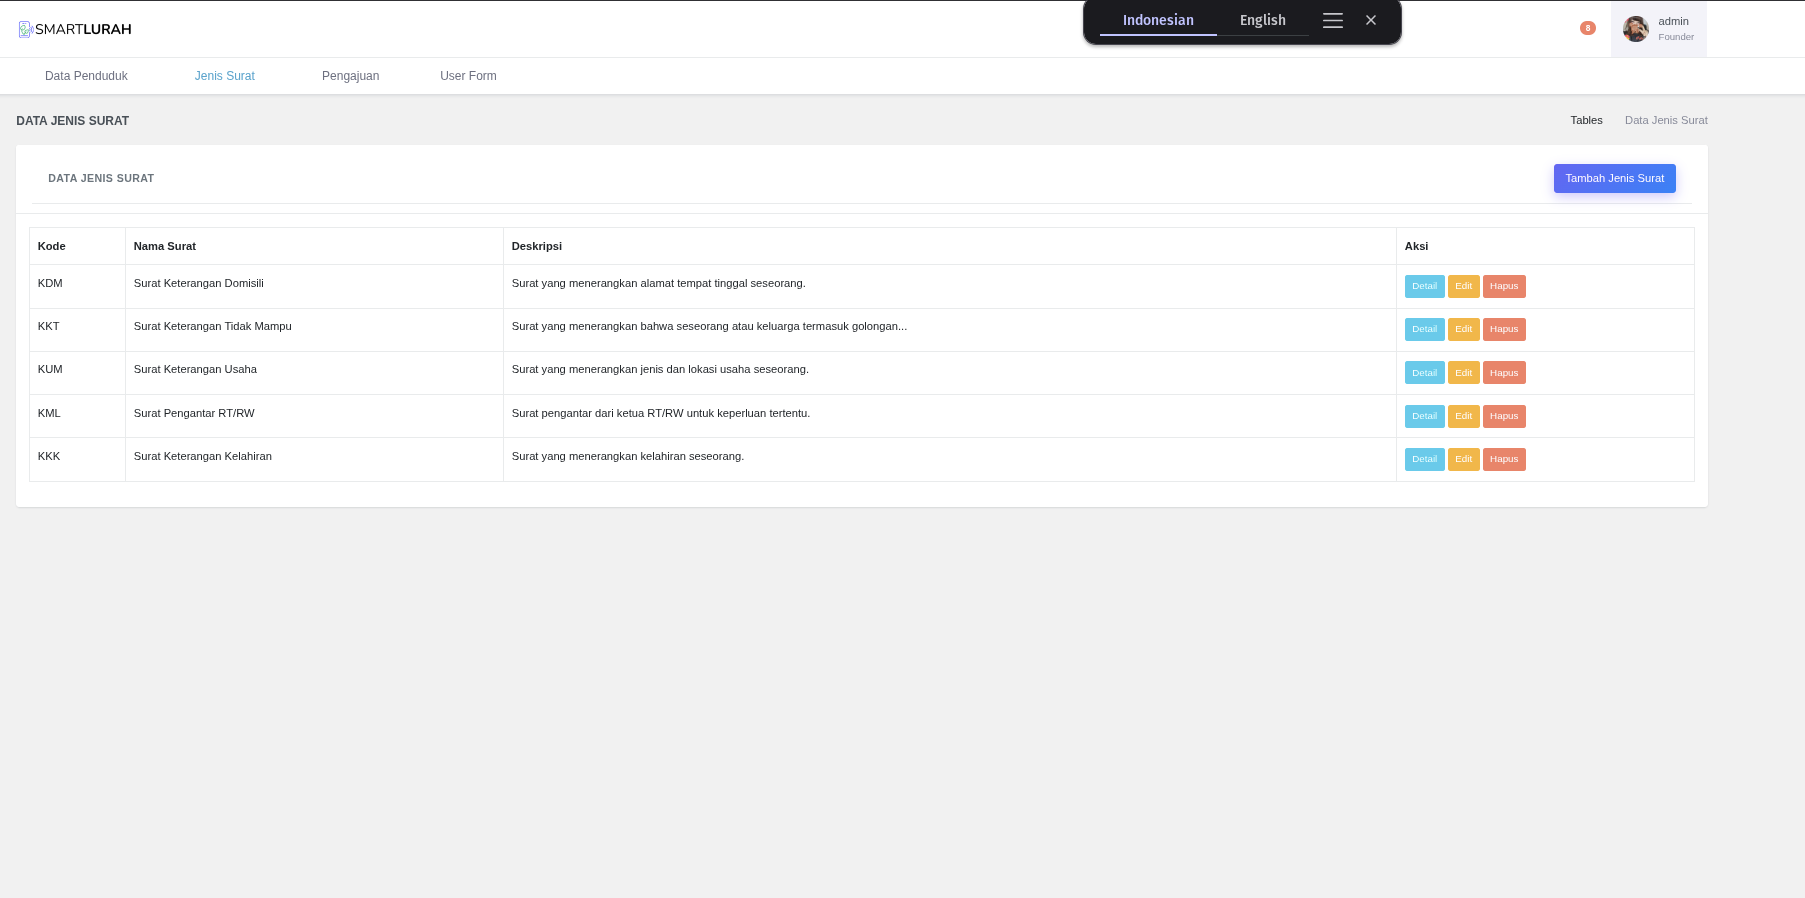 SMARTLURAH
Indonesian English
8
admin
Founder
Data Penduduk Jenis Surat Pengajuan User Form
DATA JENIS SURAT
Tables Data Jenis Surat
DATA JENIS SURAT
Tambah Jenis Surat
Kode Nama Surat Deskripsi Aksi
KDM Surat Keterangan Domisili Surat yang menerangkan alamat tempat tinggal seseorang. Detail Edit Hapus
KKT Surat Keterangan Tidak Mampu Surat yang menerangkan bahwa seseorang atau keluarga termasuk golongan... Detail Edit Hapus
KUM Surat Keterangan Usaha Surat yang menerangkan jenis dan lokasi usaha seseorang. Detail Edit Hapus
KML Surat Pengantar RT/RW Surat pengantar dari ketua RT/RW untuk keperluan tertentu. Detail Edit Hapus
KKK Surat Keterangan Kelahiran Surat yang menerangkan kelahiran seseorang. Detail Edit Hapus